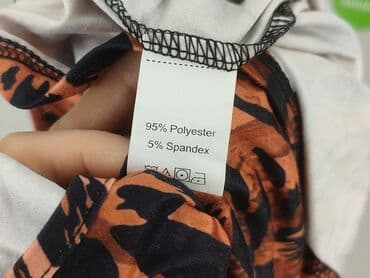 95% Polyester
5% Spandex